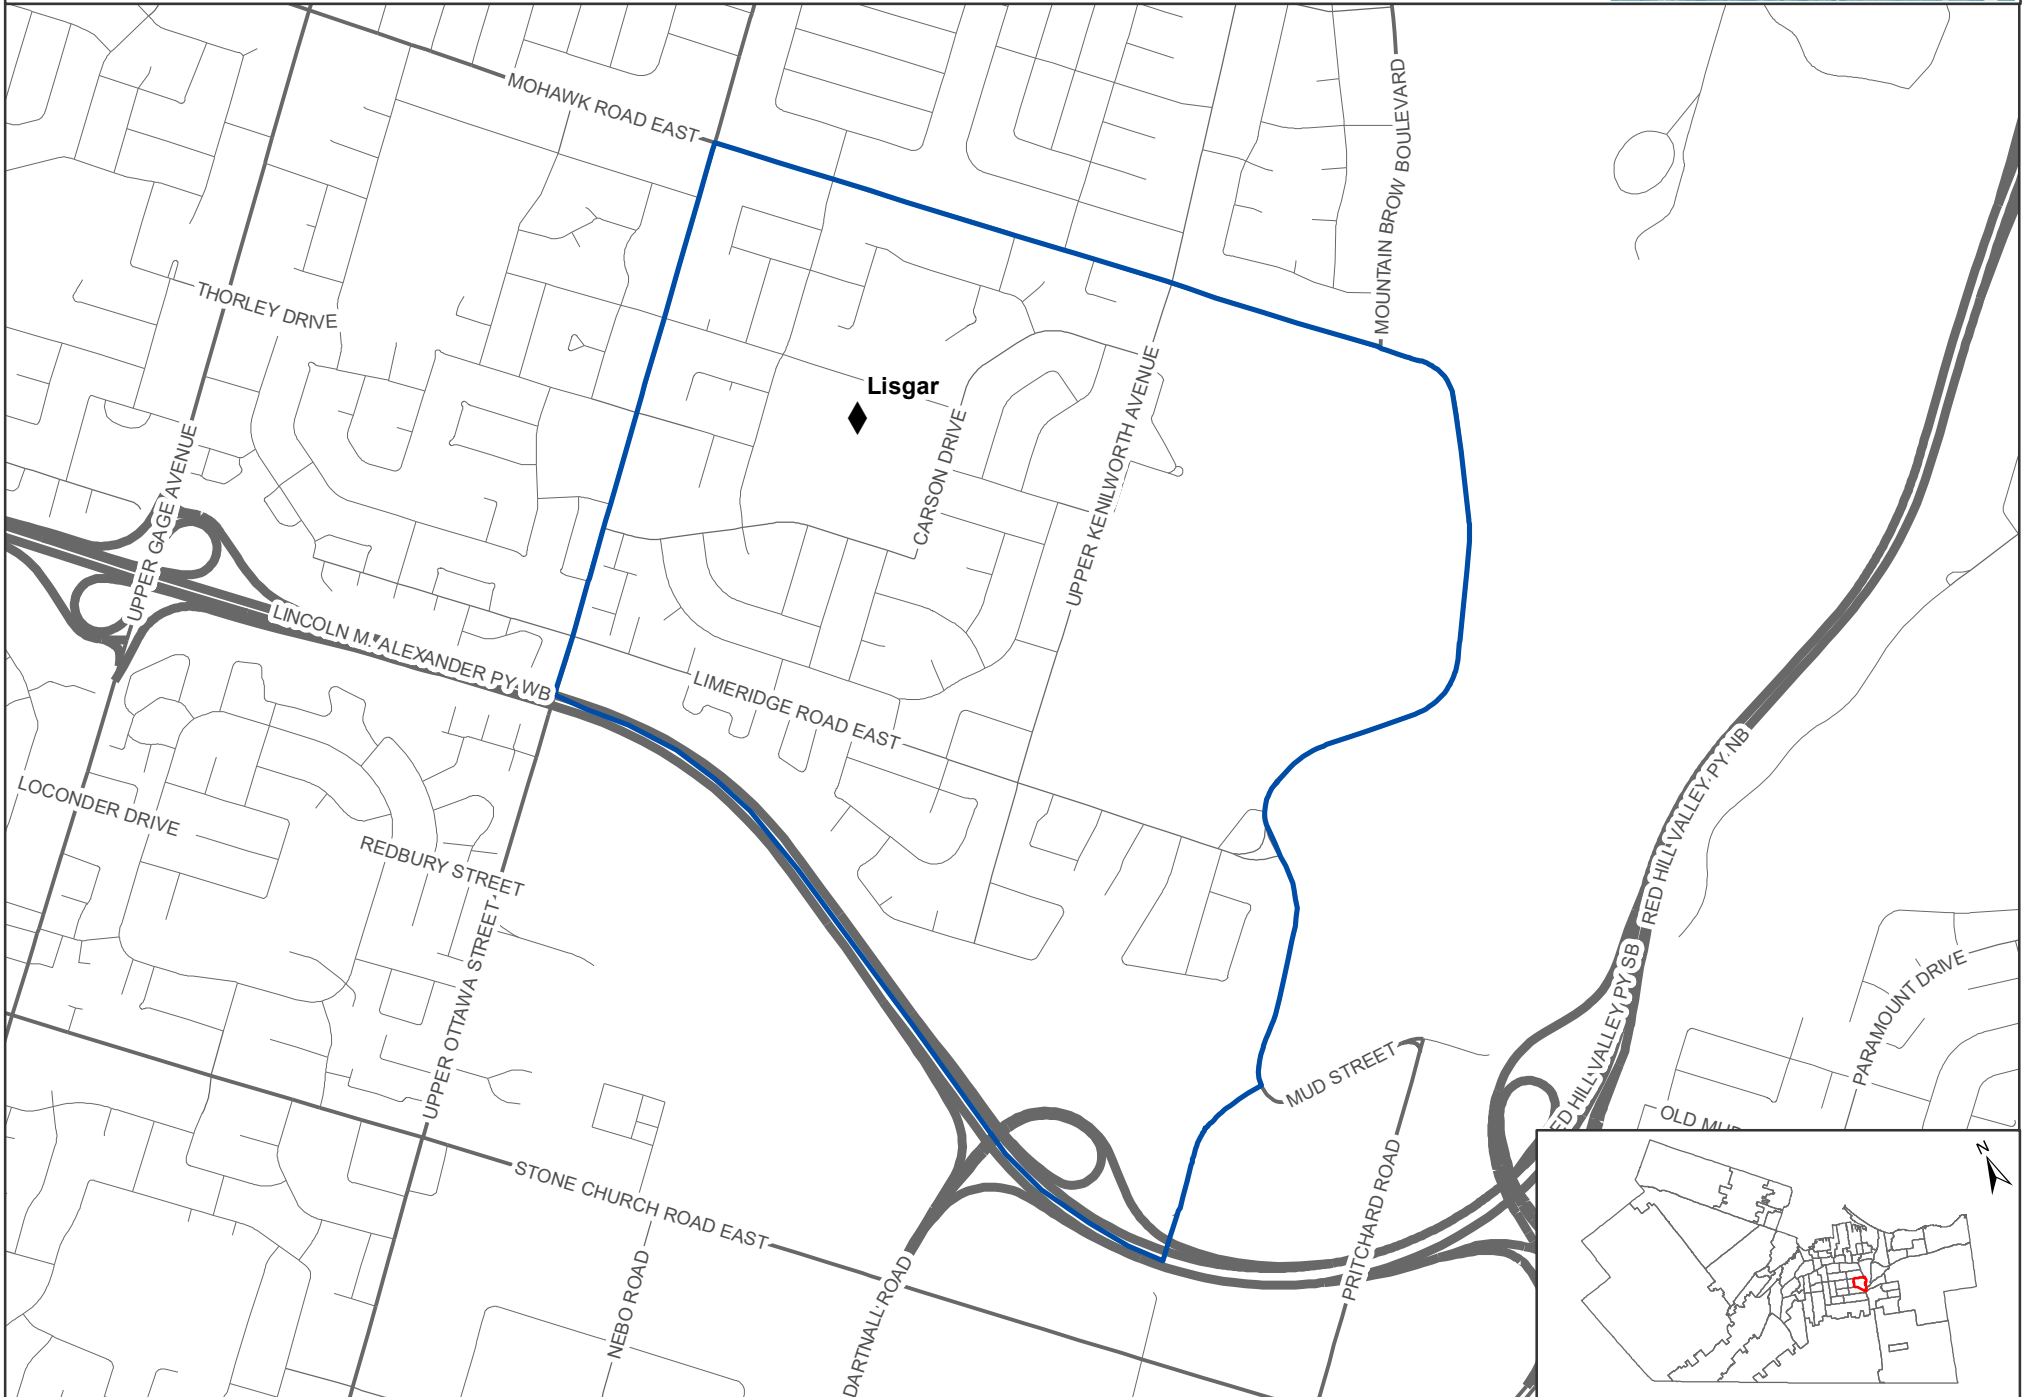 MOHAWK ROAD EAST
MOUNTAIN BROW BOULEVARD
THORLEY DRIVE
Lisgar
CARSON DRIVE
UPPER KENILWORTH AVENUE
UPPER GAGE AVENUE
LINCOLN M. ALEXANDER PY WB
LIMERIDGE ROAD EAST
RED HILL VALLEY PY NB
LOCONDER DRIVE
REDBURY STREET
UPPER OTTAWA STREET
RED HILL VALLEY PY SB
PARAMOUNT DRIVE
MUD STREET
OLD MUD
PRITCHARD ROAD
STONE CHURCH ROAD EAST
NEBO ROAD
DARTNALL ROAD
N